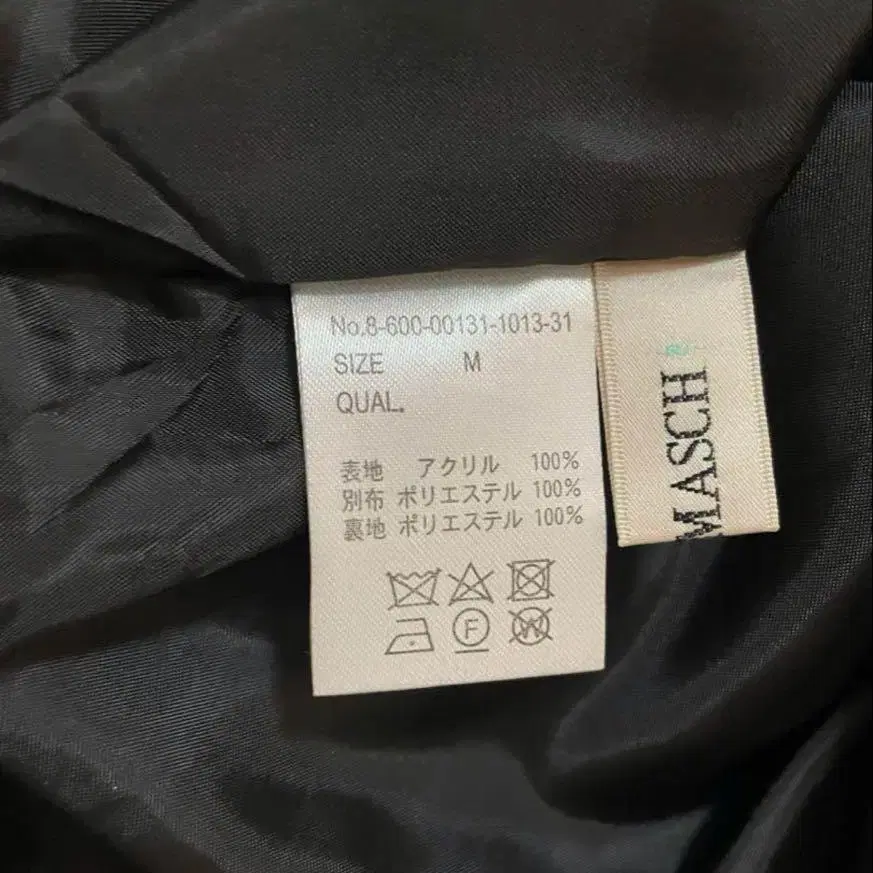 No.8-600-00131-1013-31
SIZE M
QUAL.
表地 アクリル 100%
別布 ポリエステル 100%
裏地 ポリエステル 100%
F
W
MASCH